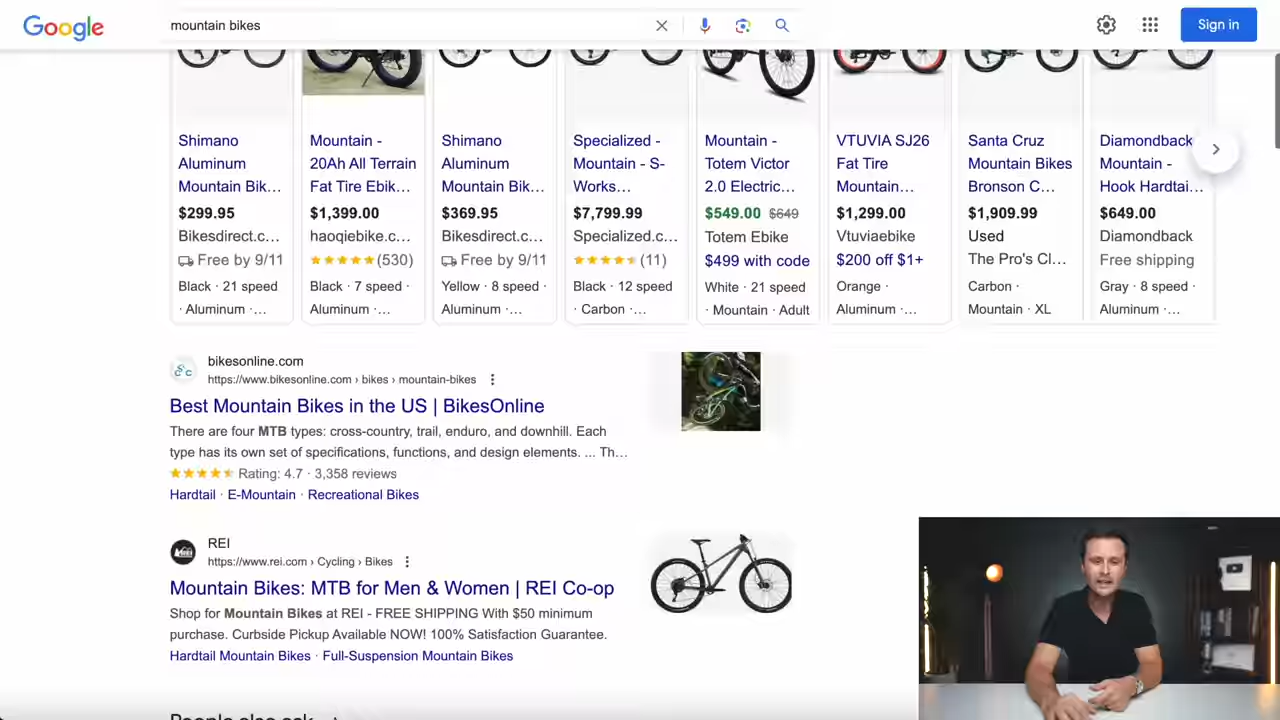 Google
mountain bikes
Sign in
Shimano
Aluminum
Mountain Bik...
$299.95
Bikesdirect.c...
Free by 9/11
Black · 21 speed
· Aluminum ·...
Mountain -
20Ah All Terrain
Fat Tire Ebik...
$1,399.00
haoqiebike.c...
(530)
Black · 7 speed ·
Aluminum ·...
Shimano
Aluminum
Mountain Bik...
$369.95
Bikesdirect.c...
Free by 9/11
Yellow · 8 speed ·
Aluminum ·...
Specialized -
Mountain - S-
Works...
$7,799.99
Specialized.c...
(11)
Black · 12 speed
· Carbon ·...
Mountain -
Totem Victor
2.0 Electric...
$549.00 $649
Totem Ebike
$499 with code
White · 21 speed
· Mountain · Adult
VTUVIA SJ26
Fat Tire
Mountain...
$1,299.00
Vtuviaebike
$200 off $1+
Orange ·
Aluminum ·...
Santa Cruz
Mountain Bikes
Bronson C...
$1,909.99
Used
The Pro's Cl...
Carbon ·
Mountain · XL
Diamondback
Mountain -
Hook Hardtai...
$649.00
Diamondback
Free shipping
Gray · 8 speed ·
Aluminum ·...
bikesonline.com
https://www.bikesonline.com › bikes › mountain-bikes
Best Mountain Bikes in the US | BikesOnline
There are four MTB types: cross-country, trail, enduro, and downhill. Each
type has its own set of specifications, functions, and design elements. ... Th...
Rating: 4.7 · 3,358 reviews
Hardtail · E-Mountain · Recreational Bikes
REI
https://www.rei.com › Cycling › Bikes
Mountain Bikes: MTB for Men & Women | REI Co-op
Shop for Mountain Bikes at REI - FREE SHIPPING With $50 minimum
purchase. Curbside Pickup Available NOW! 100% Satisfaction Guarantee.
Hardtail Mountain Bikes · Full-Suspension Mountain Bikes
People also ask